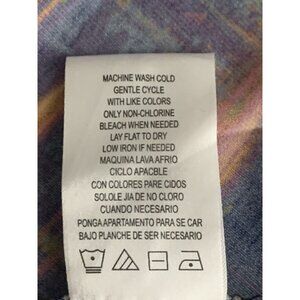 MACHINE WASH COLD
GENTLE CYCLE
WITH LIKE COLORS
ONLY NON-CHLORINE
BLEACH WHEN NEEDED
LAY FLAT TO DRY
LOW IRON IF NEEDED
MAQUINA LAVA AFRIO
CICLO APACBLE
CON COLORES PARE CIDOS
SOLOLE JIA DE NO CLORO
CUANDO NECESARIO
PONGA APARTAMENTO PARA SE CAR
BAJO PLANCHE DE SER NECESARIO